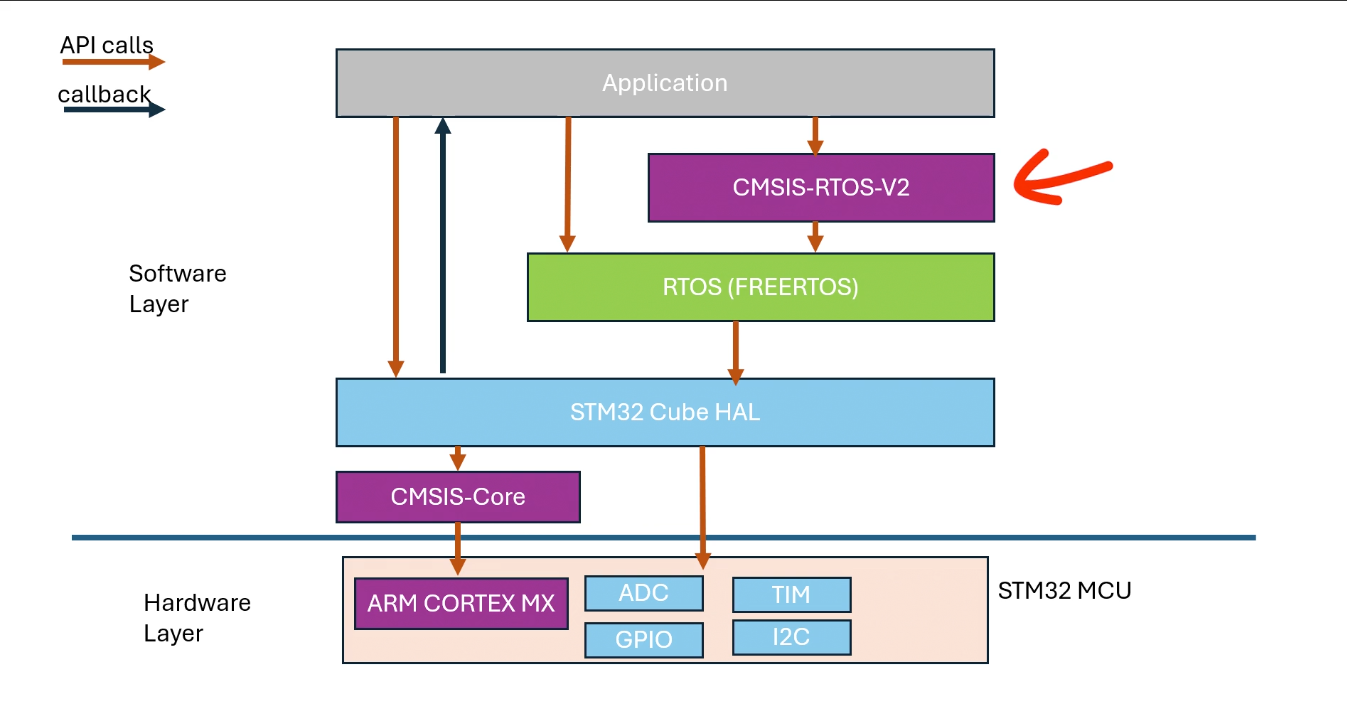 API calls
callback
Application
CMSIS-RTOS-V2
RTOS (FREERTOS)
Software
Layer
STM32 Cube HAL
CMSIS-Core
Hardware
Layer
ARM CORTEX MX
ADC
TIM
GPIO
I2C
STM32 MCU